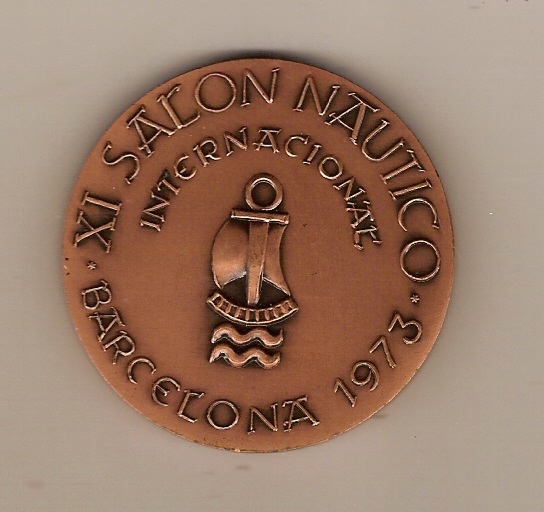 XI SALON NAUTICO
INTERNACIONAL
* BARCELONA 1973 *